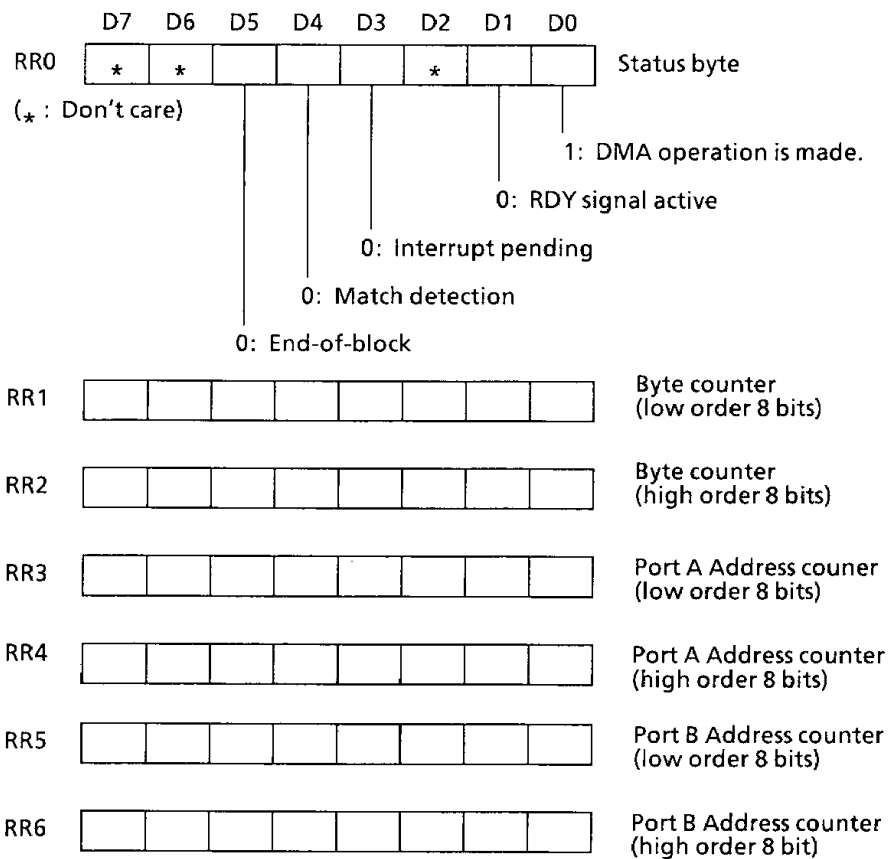 D7 D6 D5 D4 D3 D2 D1 D0
RR0 * * * Status byte
(* : Don't care)
1: DMA operation is made.
0: RDY signal active
0: Interrupt pending
0: Match detection
0: End-of-block
RR1 Byte counter
(low order 8 bits)
RR2 Byte counter
(high order 8 bits)
RR3 Port A Address couner
(low order 8 bits)
RR4 Port A Address counter
(high order 8 bits)
RR5 Port B Address counter
(low order 8 bits)
RR6 Port B Address counter
(high order 8 bit)